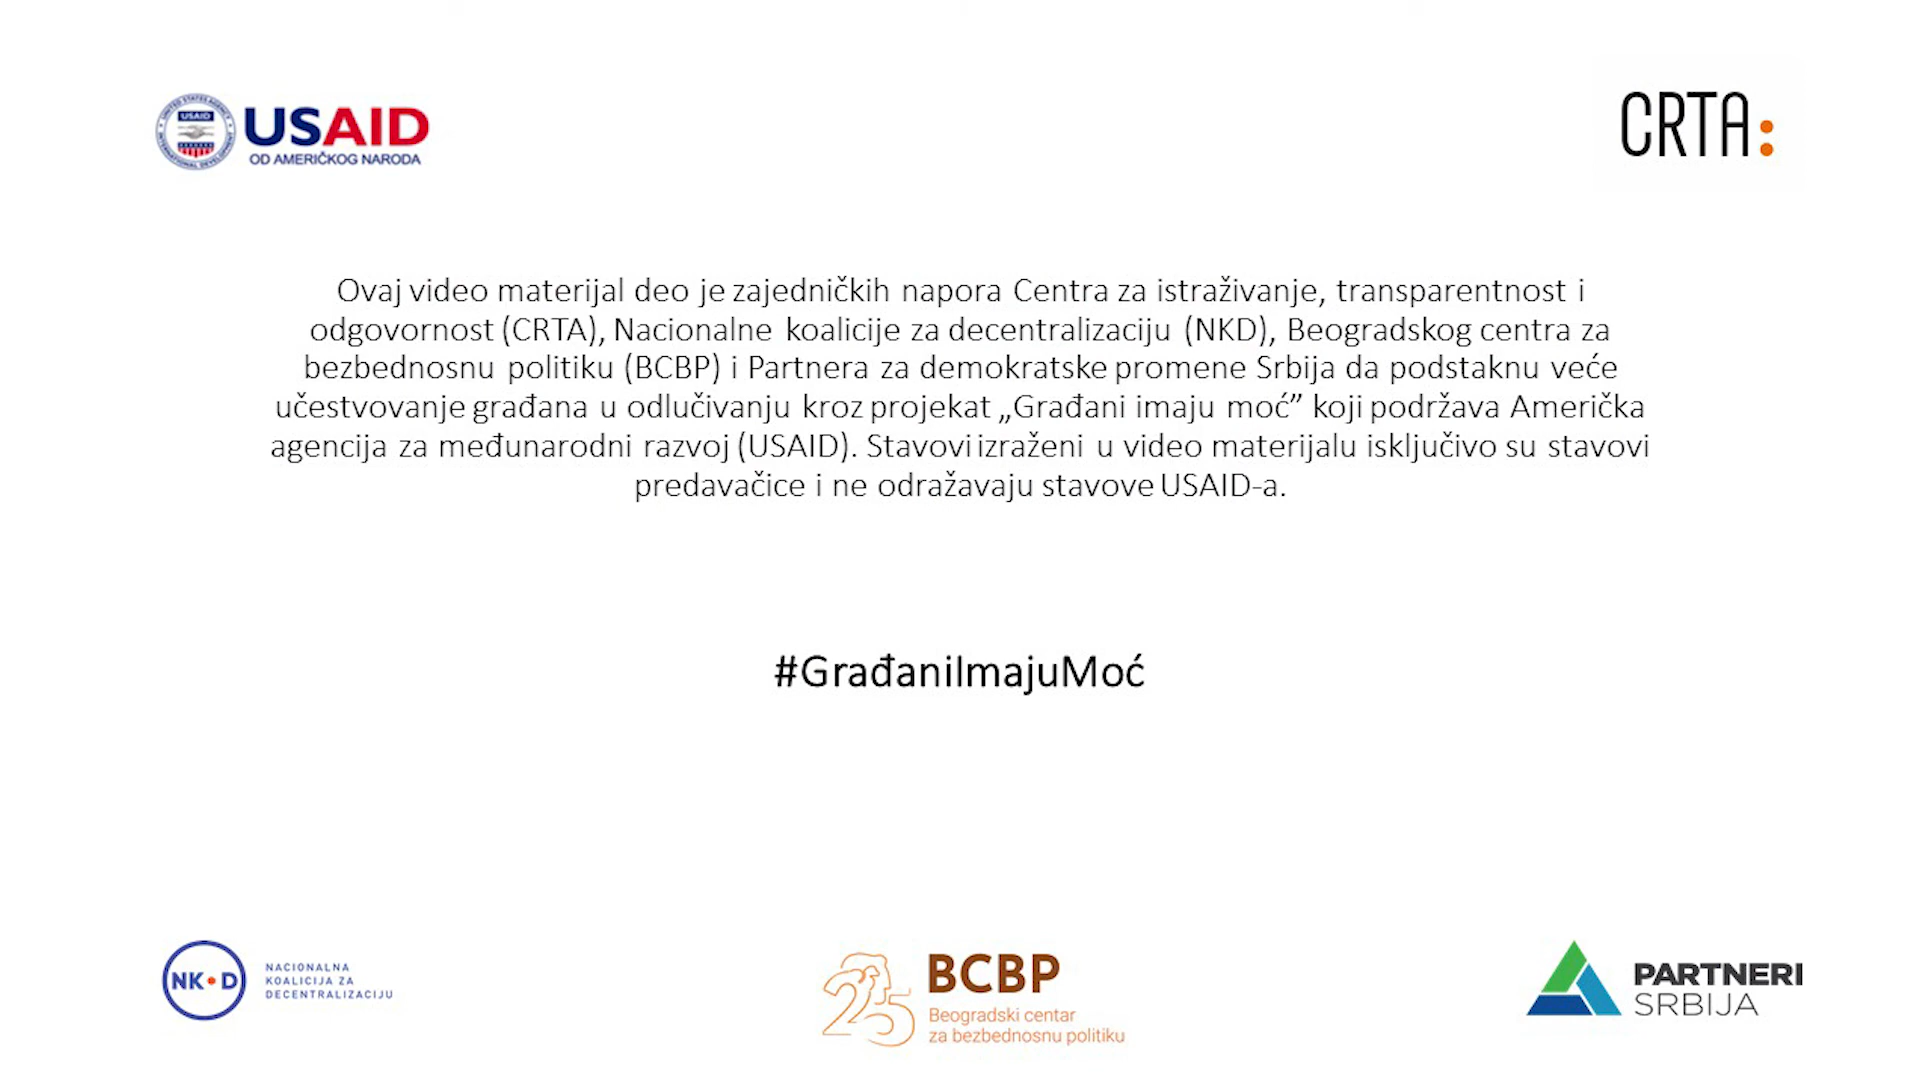 USAID
OD AMERIČKOG NARODA
CRTA:
Ovaj video materijal deo je zajedničkih napora Centra za istraživanje, transparentnost i
odgovornost (CRTA), Nacionalne koalicije za decentralizaciju (NKD), Beogradskog centra za
bezbednosnu politiku (BCBP) i Partnera za demokratske promene Srbija da podstaknu veće
učestvovanje građana u odlučivanju kroz projekat „Građani imaju moć” koji podržava Američka
agencija za međunarodni razvoj (USAID). Stavovi izraženi u video materijalu isključivo su stavovi
predavačice i ne odražavaju stavove USAID-a.
#GrađaniImajuMoć
NK•D
NACIONALNA
KOALICIJA ZA
DECENTRALIZACIJU
25
BCBP
Beogradski centar
za bezbednosnu politiku
PARTNERI
SRBIJA